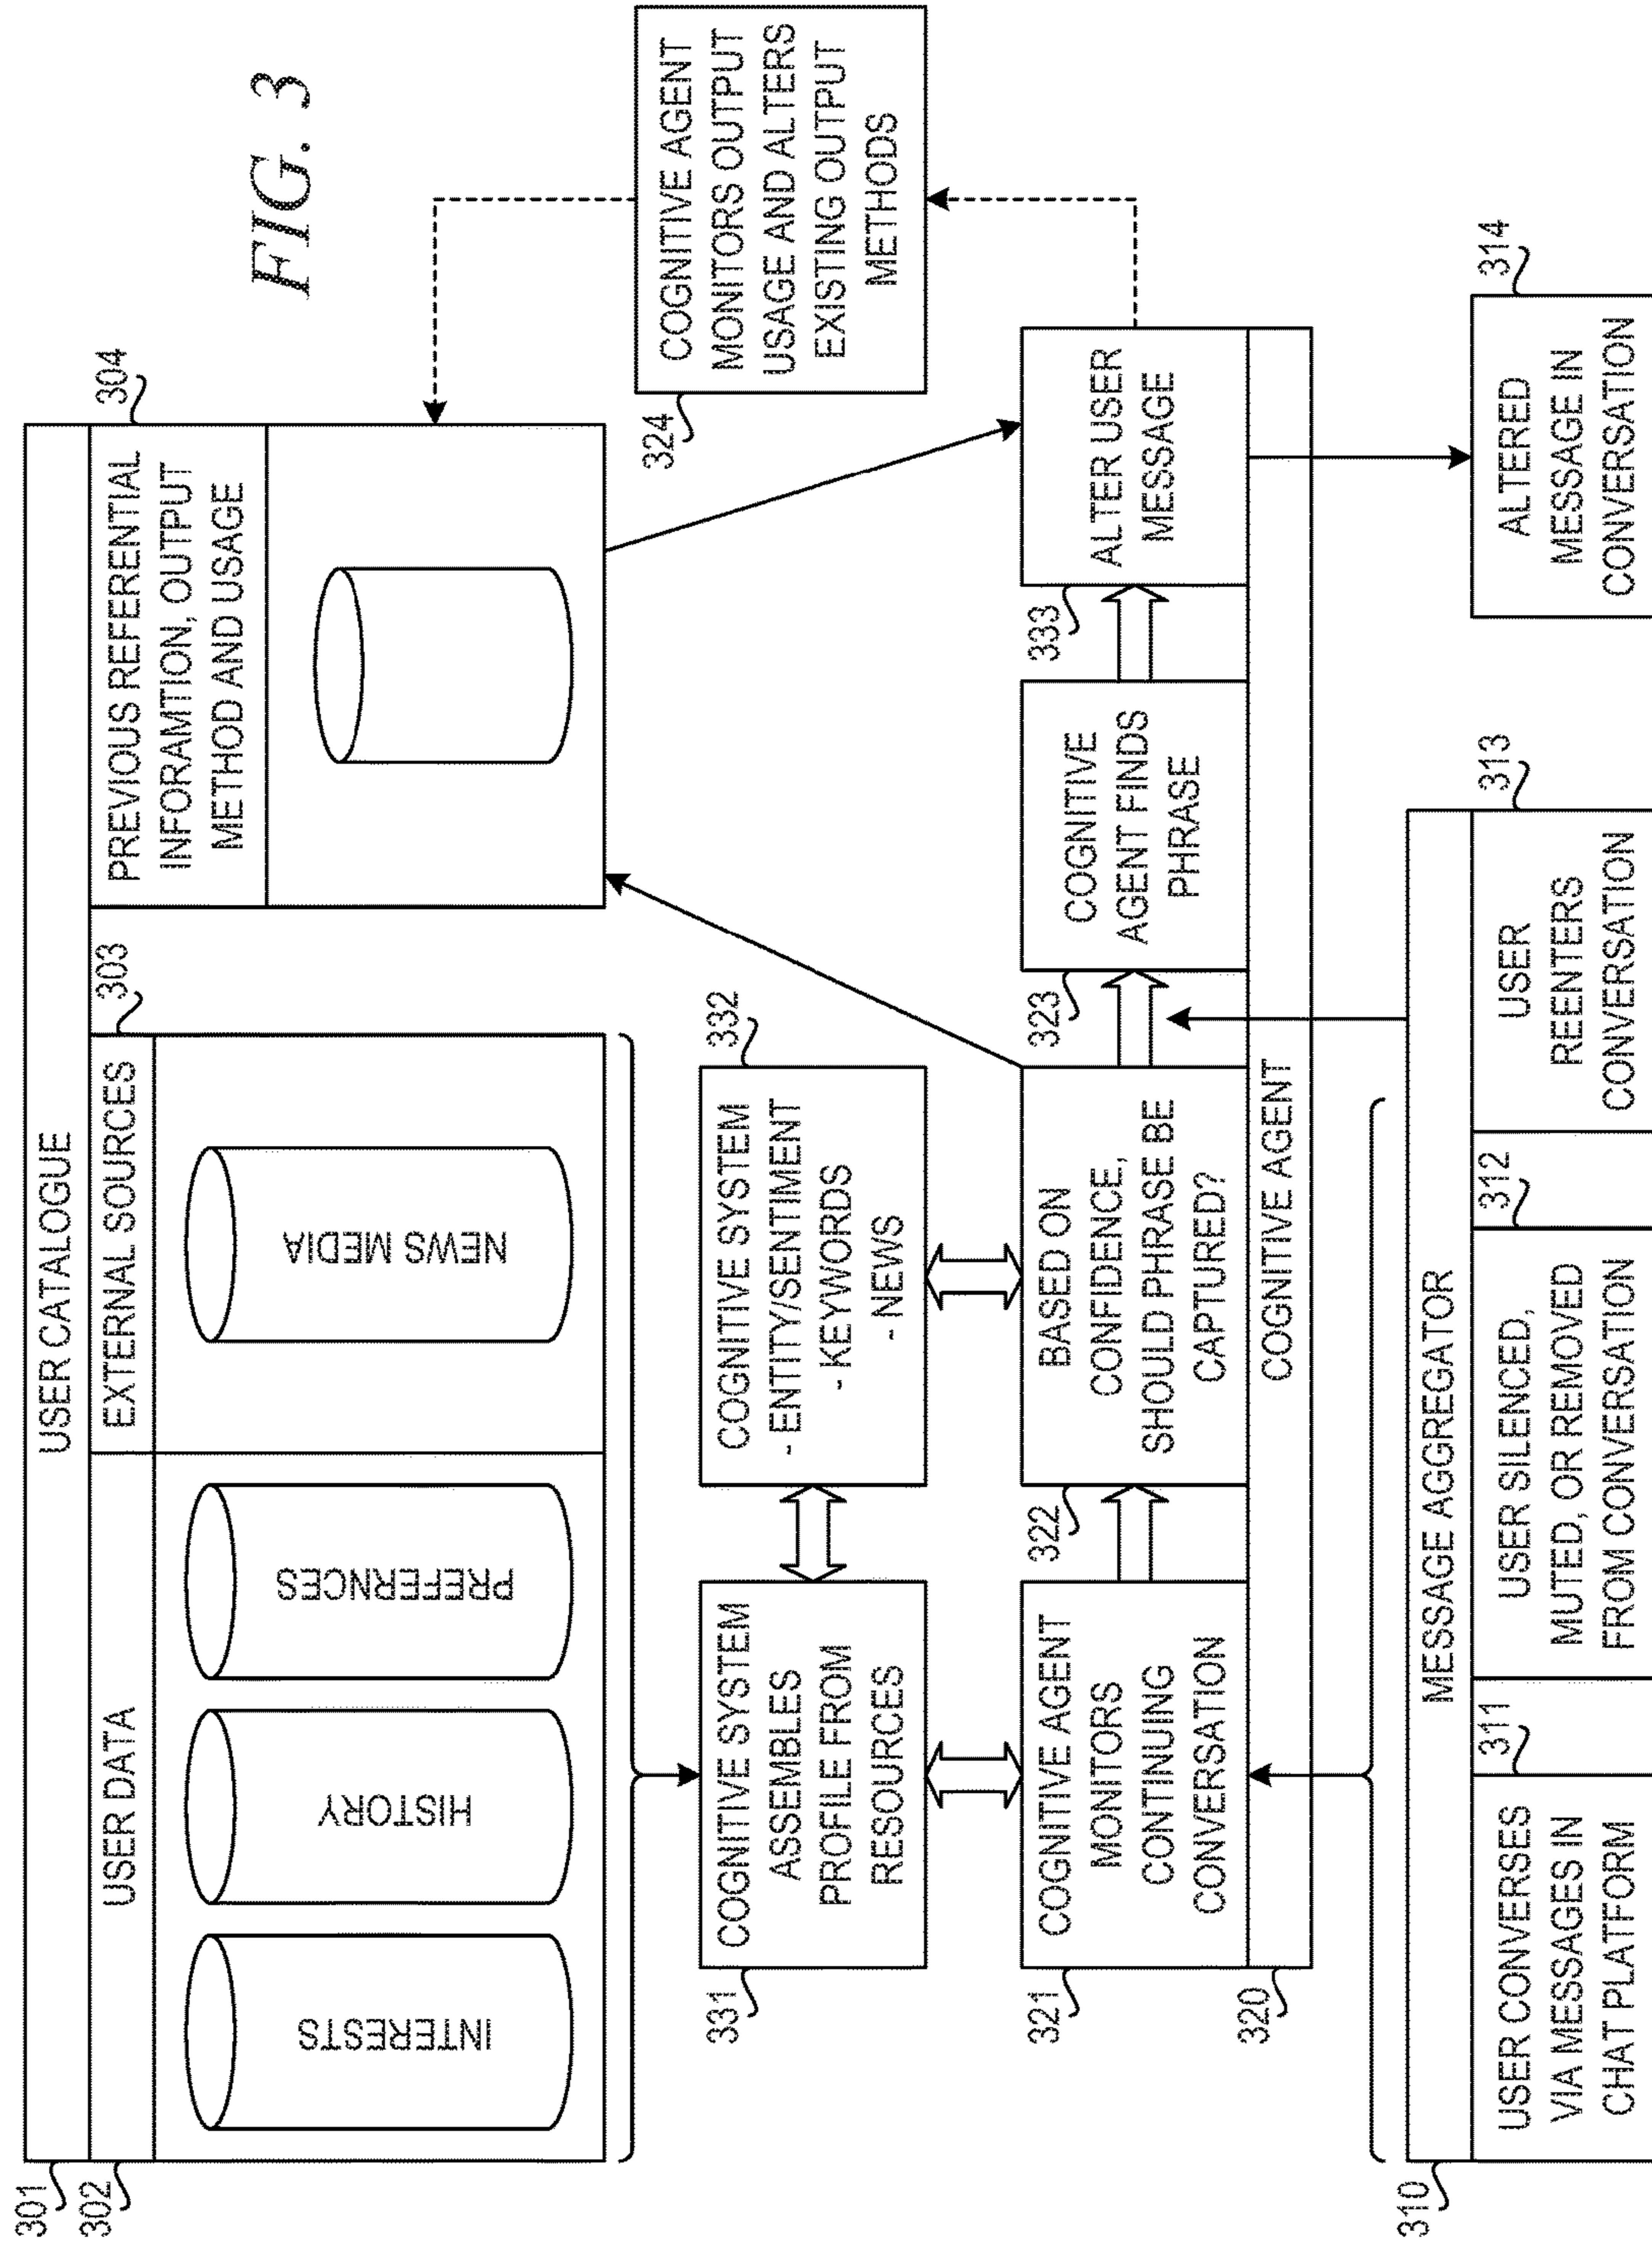 FIG. 3
301
USER CATALOGUE
302
USER DATA
INTERESTS
HISTORY
PREFERNCES
303
EXTERNAL SOURCES
NEWS MEDIA
304
PREVIOUS REFERENTIAL
INFORAMTION, OUTPUT
METHOD AND USAGE
331
COGNITIVE SYSTEM
ASSEMBLES
PROFILE FROM
RESOURCES
332
COGNITIVE SYSTEM
- ENTITY/SENTIMENT
- KEYWORDS
- NEWS
324
COGNITIVE AGENT
MONITORS OUTPUT
USAGE AND ALTERS
EXISTING OUTPUT
METHODS
321
COGNITIVE AGENT
MONITORS
CONTINUING
CONVERSATION
322
BASED ON
CONFIDENCE,
SHOULD PHRASE BE
CAPTURED?
323
COGNITIVE
AGENT FINDS
PHRASE
333
ALTER USER
MESSAGE
320
COGNITIVE AGENT
310
MESSAGE AGGREGATOR
311
USER CONVERSES
VIA MESSAGES IN
CHAT PLATFORM
312
USER SILENCED,
MUTED, OR REMOVED
FROM CONVERSATION
313
USER
REENTERS
CONVERSATION
314
ALTERED
MESSAGE IN
CONVERSATION